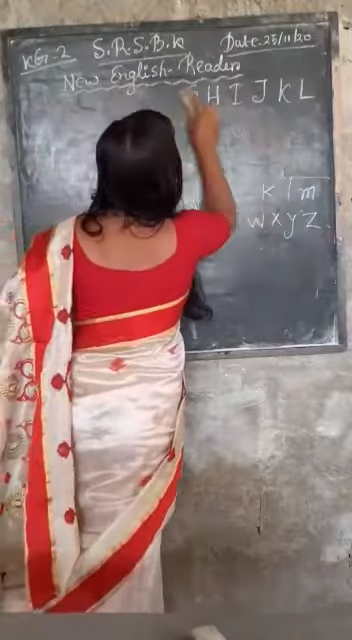 KG-2 S.R.S.B.K Date-25/11/20
New English Reader
H I J K L
K l m
W X Y Z